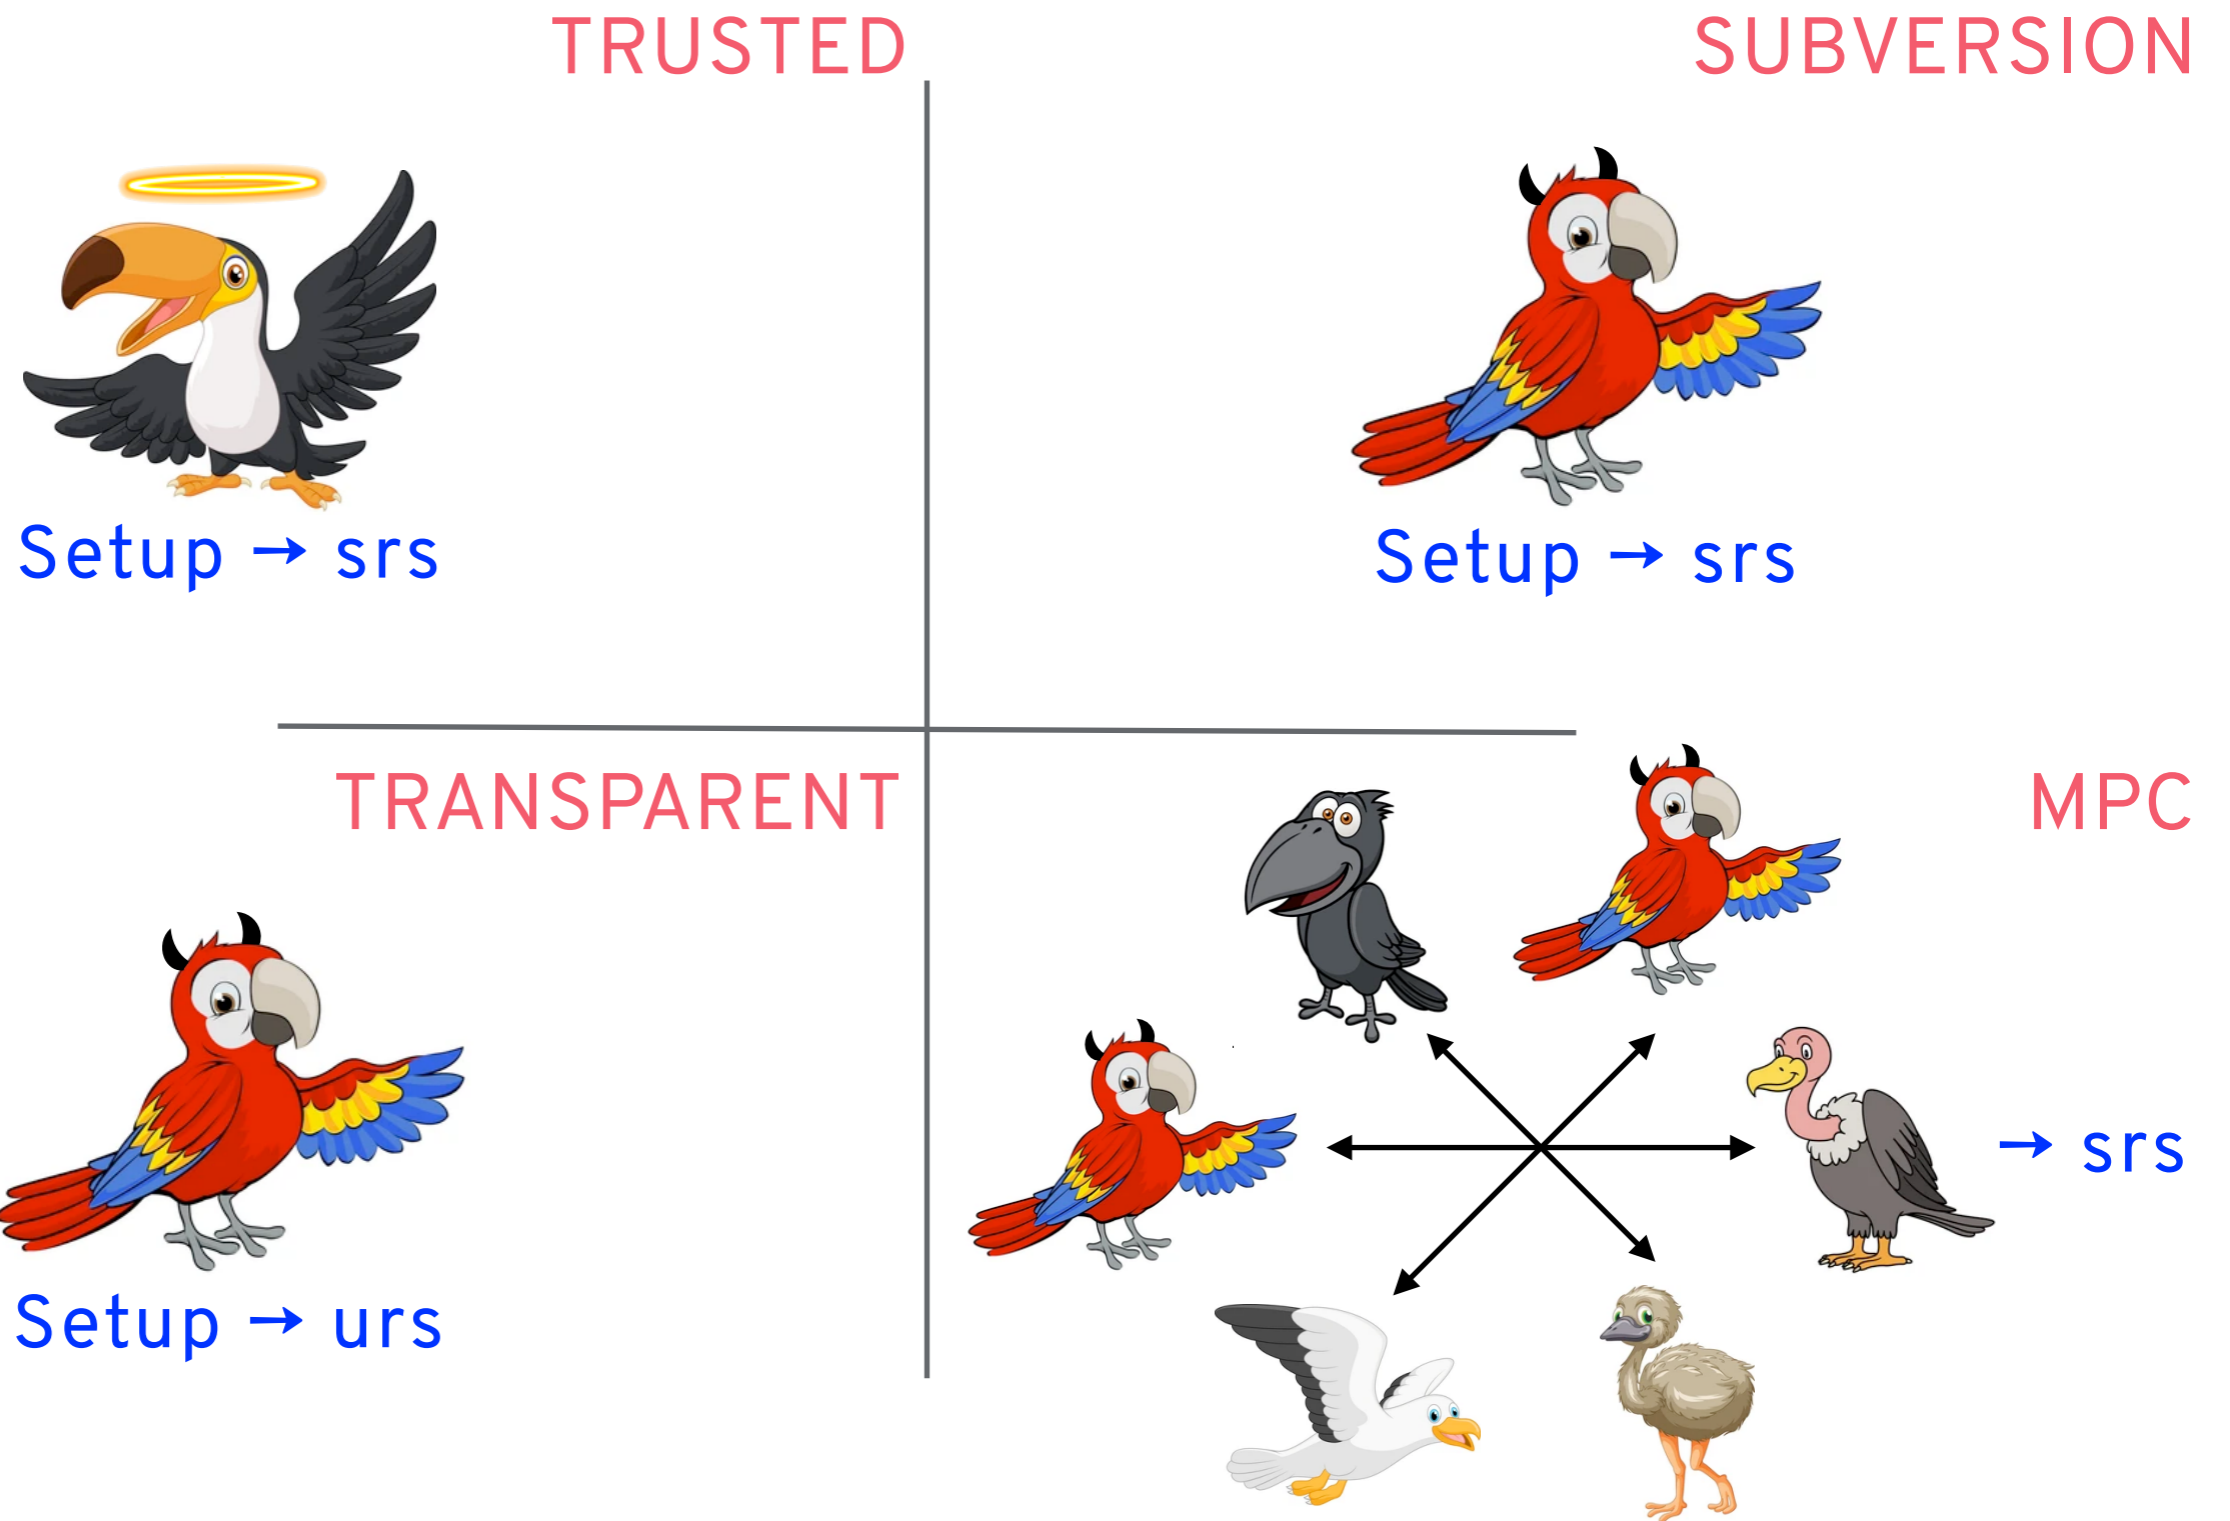 TRUSTED
SUBVERSION
Setup → srs
Setup → srs
TRANSPARENT
MPC
→ srs
Setup → urs